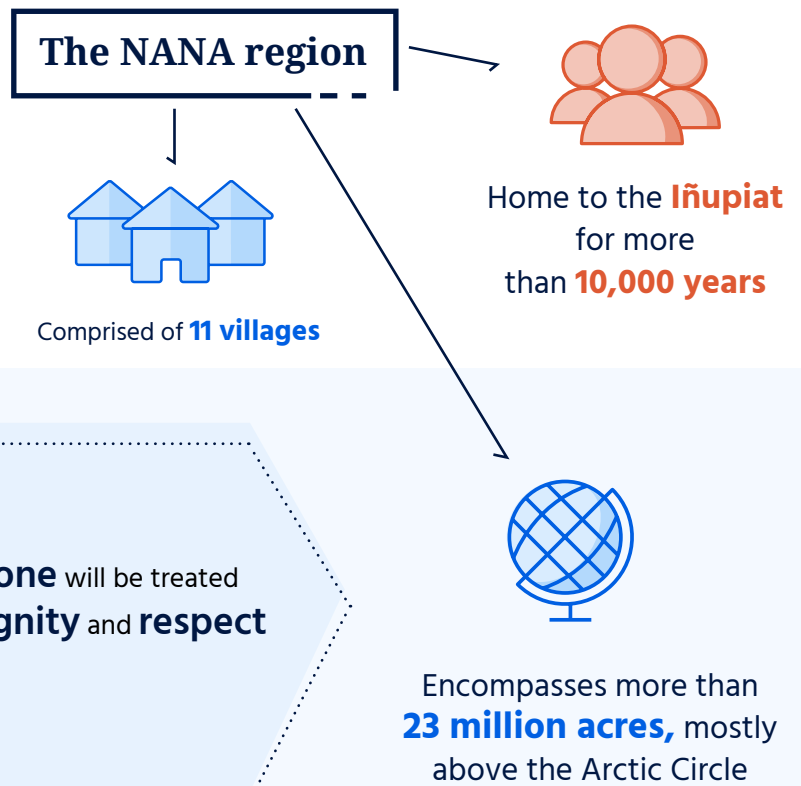 The NANA region
Home to the Iñupiat
for more
than 10,000 years
Comprised of 11 villages
one will be treated
gnity and respect
Encompasses more than
23 million acres, mostly
above the Arctic Circle